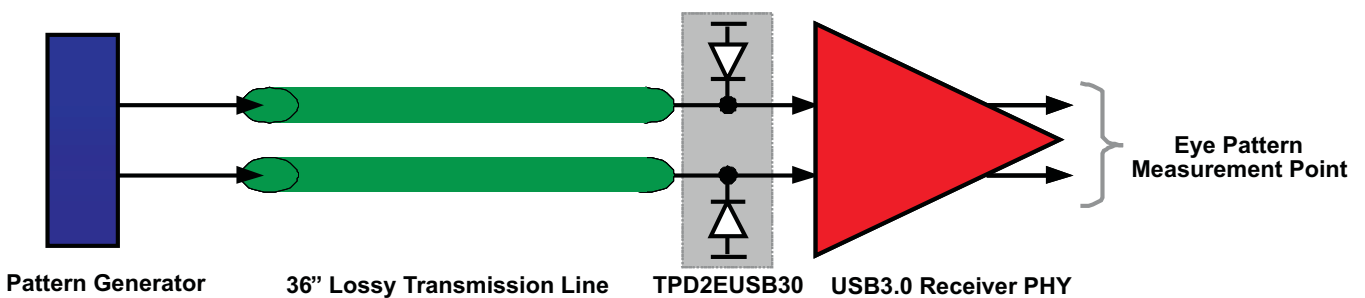 Eye Pattern
Measurement Point
Pattern Generator
36” Lossy Transmission Line
TPD2EUSB30
USB3.0 Receiver PHY